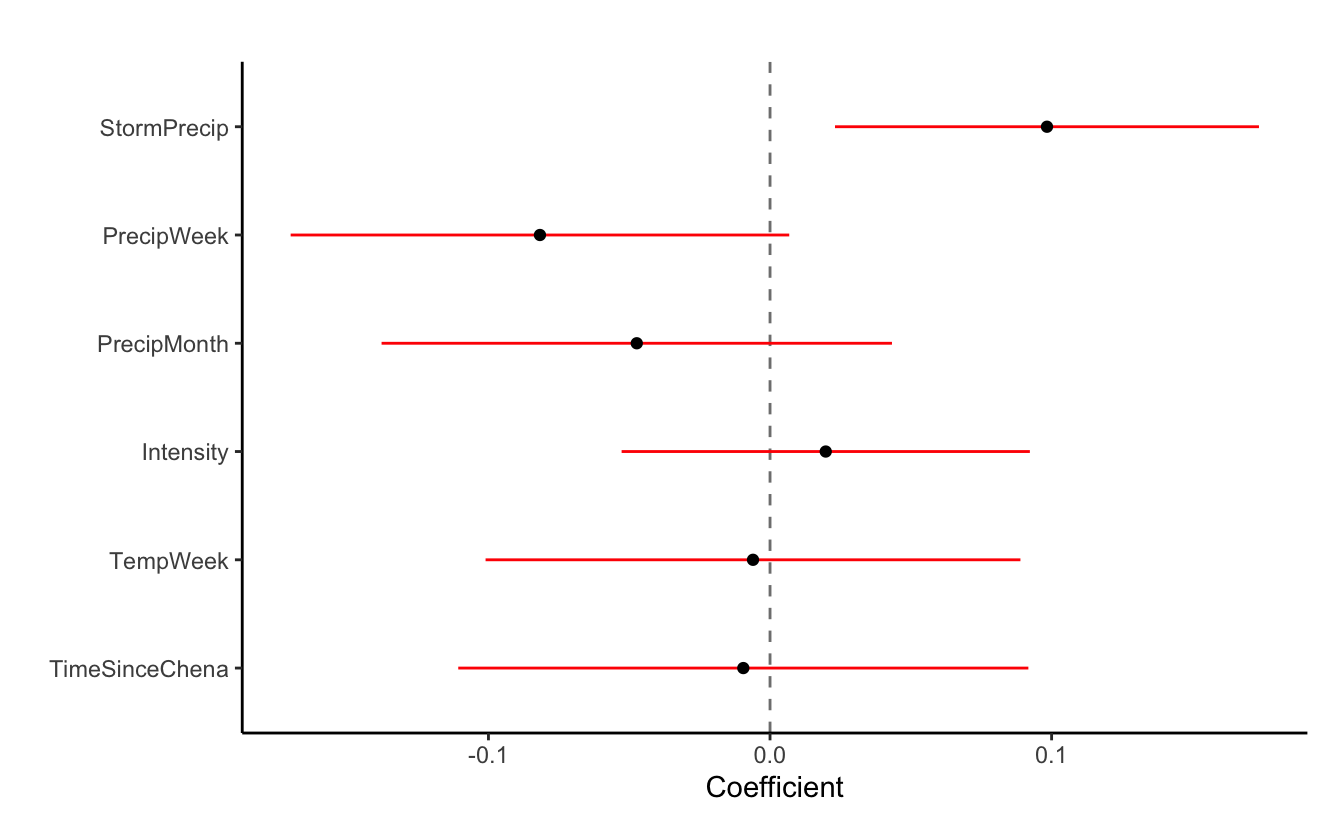 StormPrecip
PrecipWeek
PrecipMonth
Intensity
TempWeek
TimeSinceChena
-0.1 0.0 0.1
Coefficient